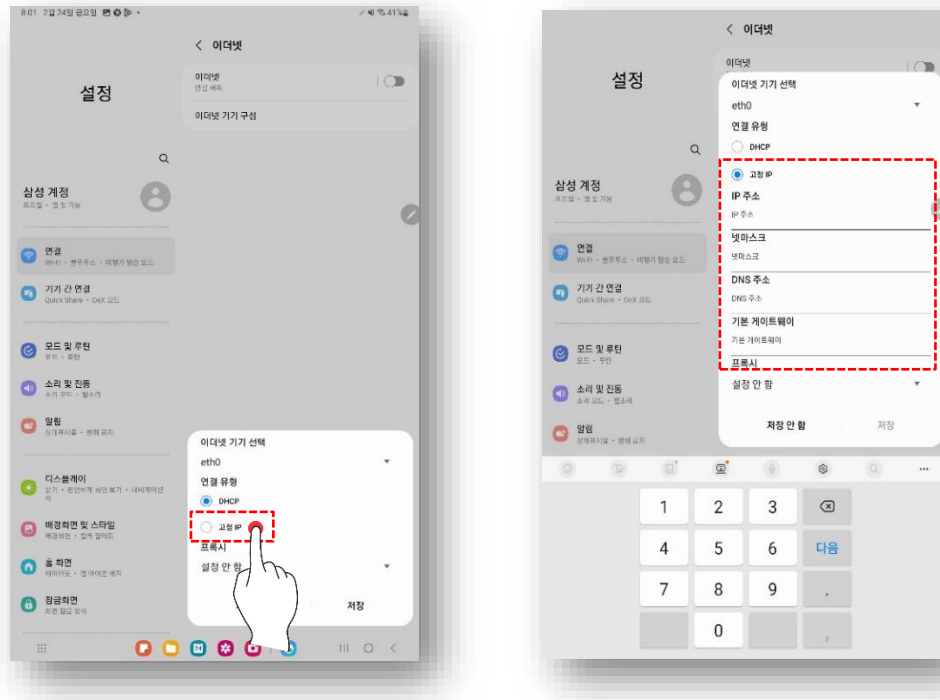 8:01 2월 24일 금요일
41%
이더넷
설정
이더넷
연결 해제
이더넷 기기 구성
삼성 계정
프로필 • 앱 및 기능
연결
Wi-Fi • 블루투스 • 비행기 탑승 모드
기기 간 연결
Quick Share • DeX 모드
모드 및 루틴
모드 • 루틴
소리 및 진동
소리 모드 • 벨소리
알림
상태표시줄 • 방해 금지
디스플레이
밝기 • 편안하게 화면 보기 • 내비게이션 바
배경화면 및 스타일
배경화면 • 컬러 팔레트
홈 화면
레이아웃 • 앱 아이콘 배지
잠금화면
화면 잠금 방식
이더넷 기기 선택
eth0
연결 유형
DHCP
고정 IP
프록시
설정 안 함
저장
이더넷
설정
이더넷
삼성 계정
프로필 • 앱 및 기능
연결
Wi-Fi • 블루투스 • 비행기 탑승 모드
기기 간 연결
Quick Share • DeX 모드
모드 및 루틴
모드 • 루틴
소리 및 진동
소리 모드 • 벨소리
알림
상태표시줄 • 방해 금지
이더넷 기기 선택
eth0
연결 유형
DHCP
고정 IP
IP 주소
IP 주소
넷마스크
넷마스크
DNS 주소
DNS 주소
기본 게이트웨이
기본 게이트웨이
프록시
설정 안 함
저장 안 함
저장
1 2 3
4 5 6 다음
7 8 9 .
0 ,